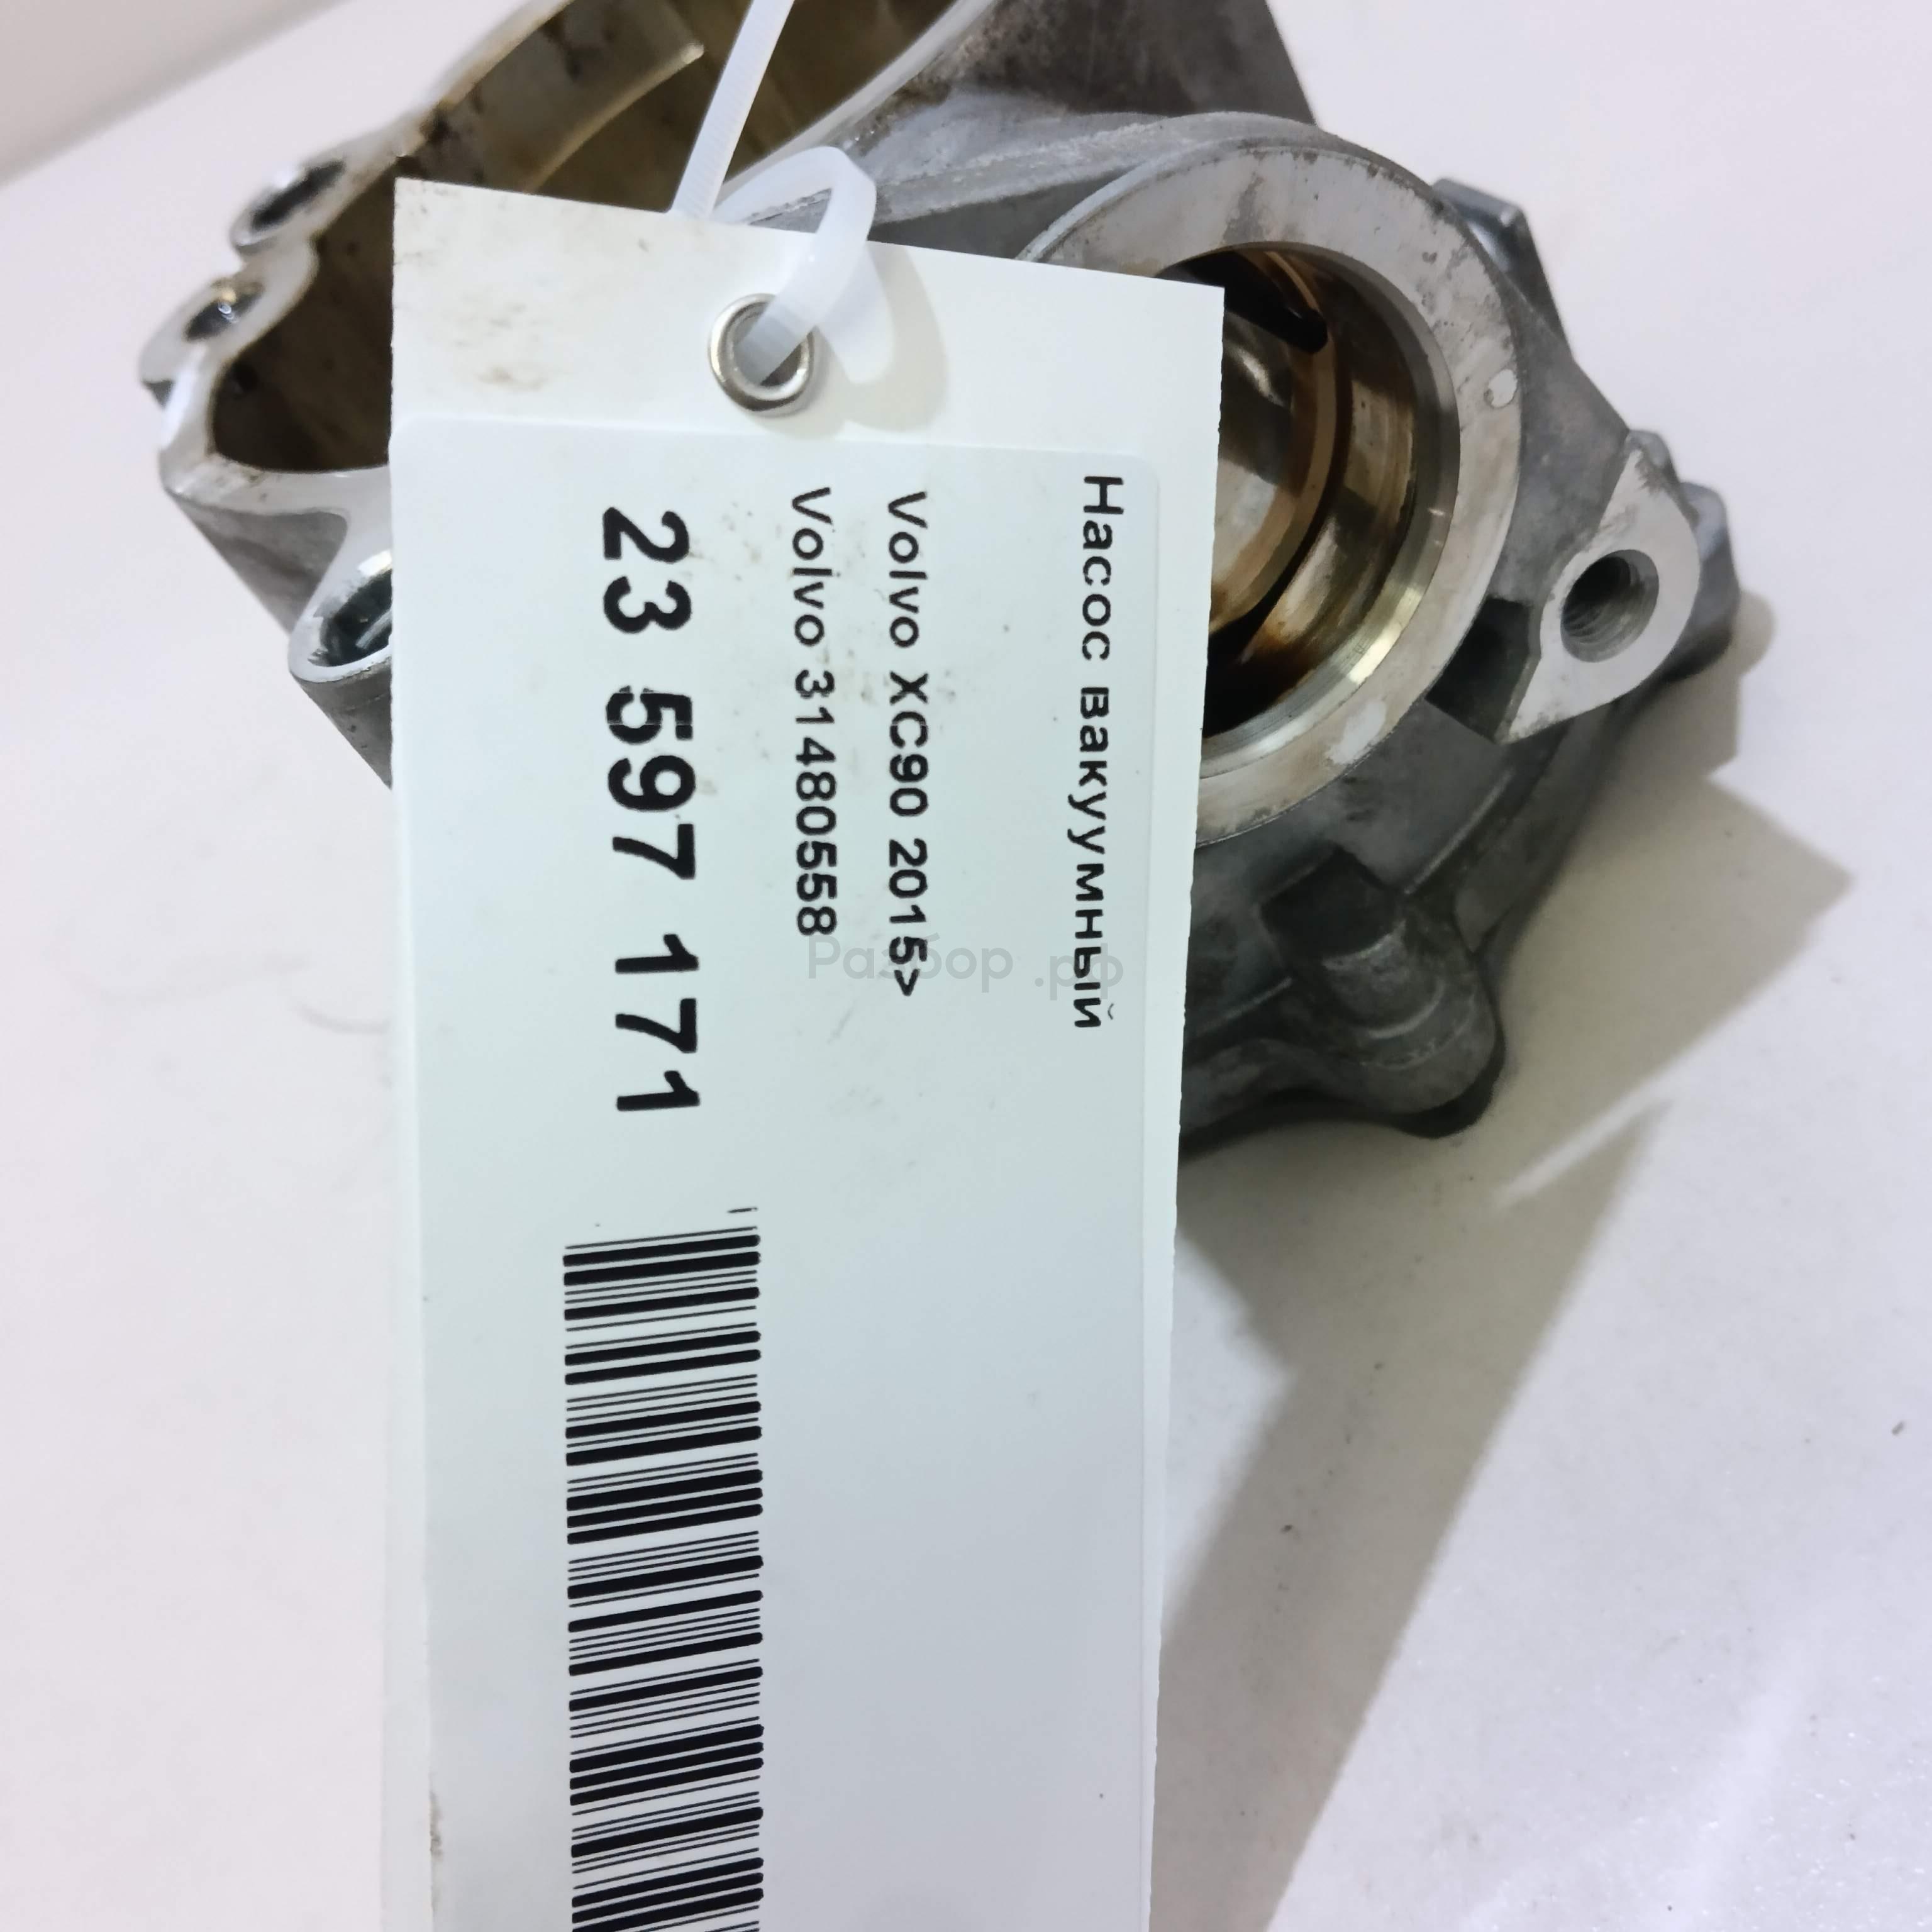 Насос вакуумный
Volvo XC90 2015>
Volvo 31480558
23 597 171
Разбор.рф